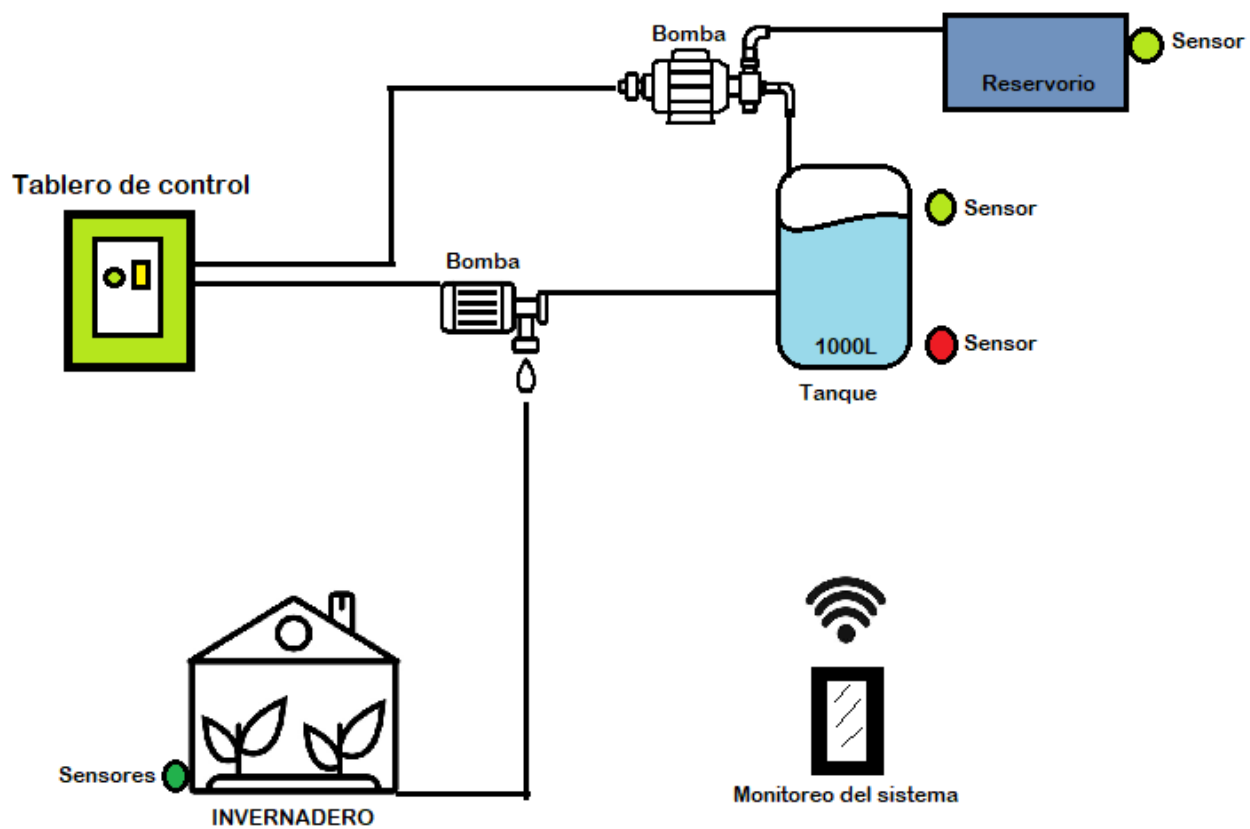 Bomba
Sensor
Reservorio
Tablero de control
Sensor
Bomba
1000L
Sensor
Tanque
Sensores
INVERNADERO
Monitoreo del sistema